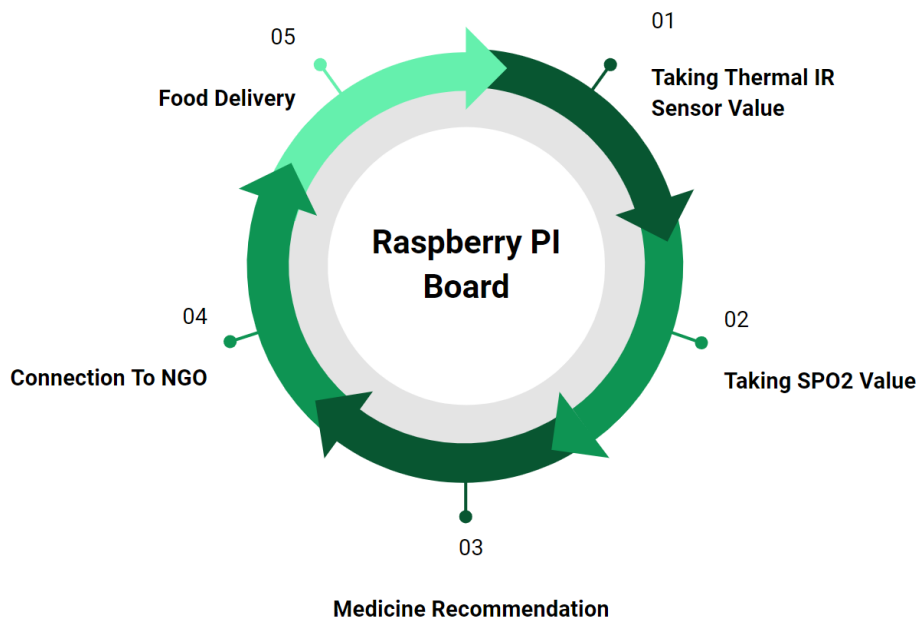 01
Taking Thermal IR
Sensor Value
02
Taking SPO2 Value
03
Medicine Recommendation
04
Connection To NGO
05
Food Delivery
Raspberry PI
Board